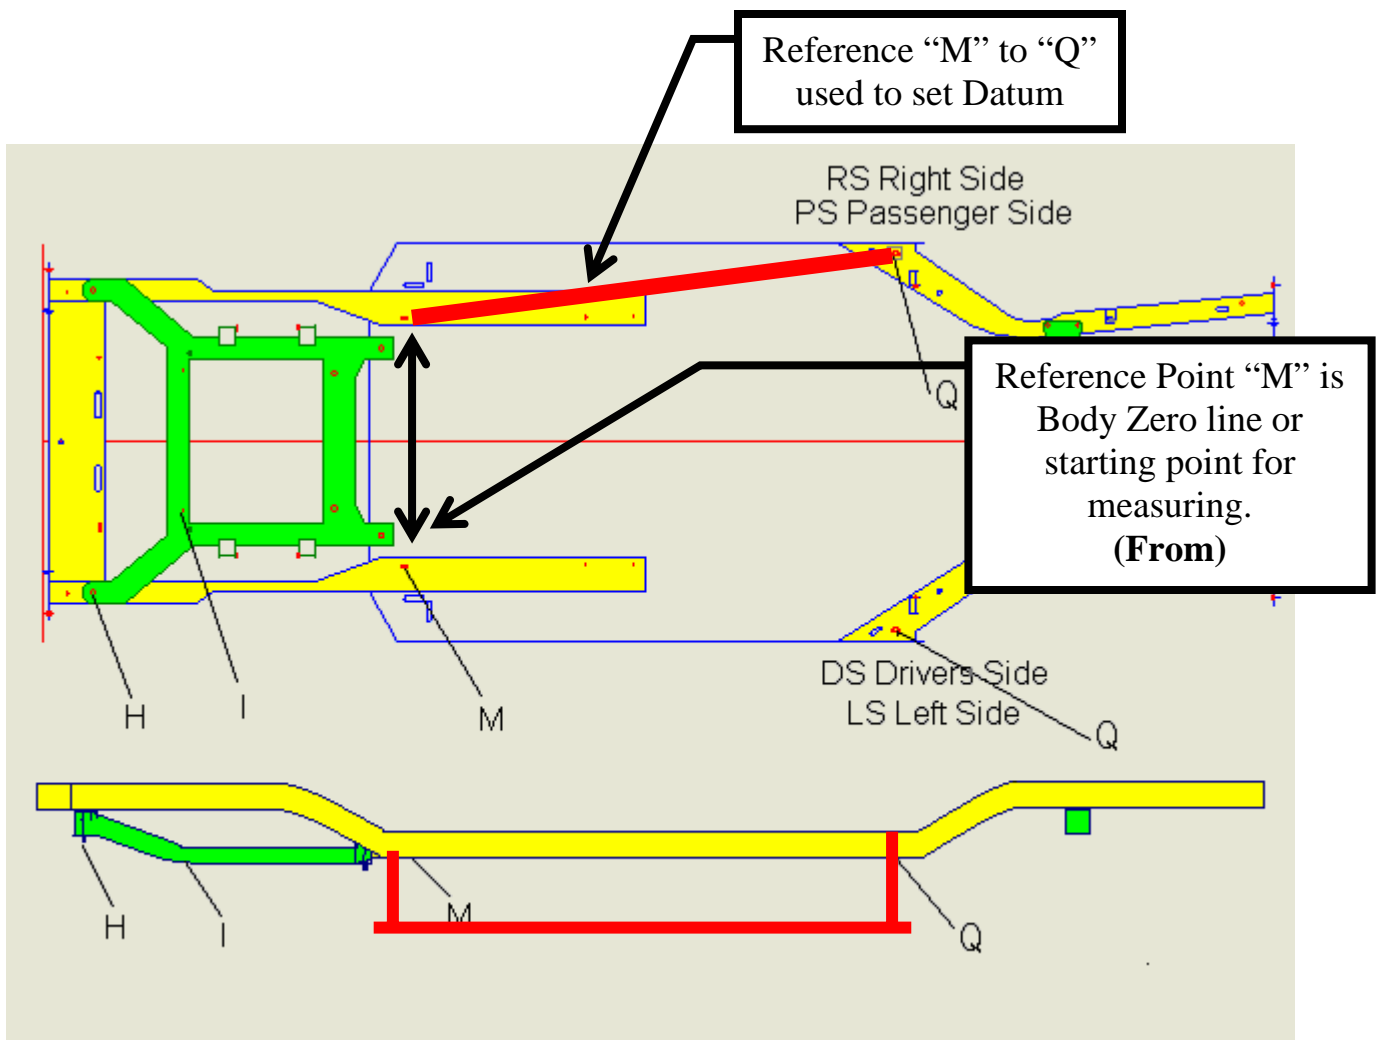 Reference “M” to “Q”
used to set Datum
RS Right Side
PS Passenger Side
Q
Reference Point “M” is
Body Zero line or
starting point for
measuring.
(From)
H
I
M
DS Drivers Side
LS Left Side
Q
H
I
M
Q